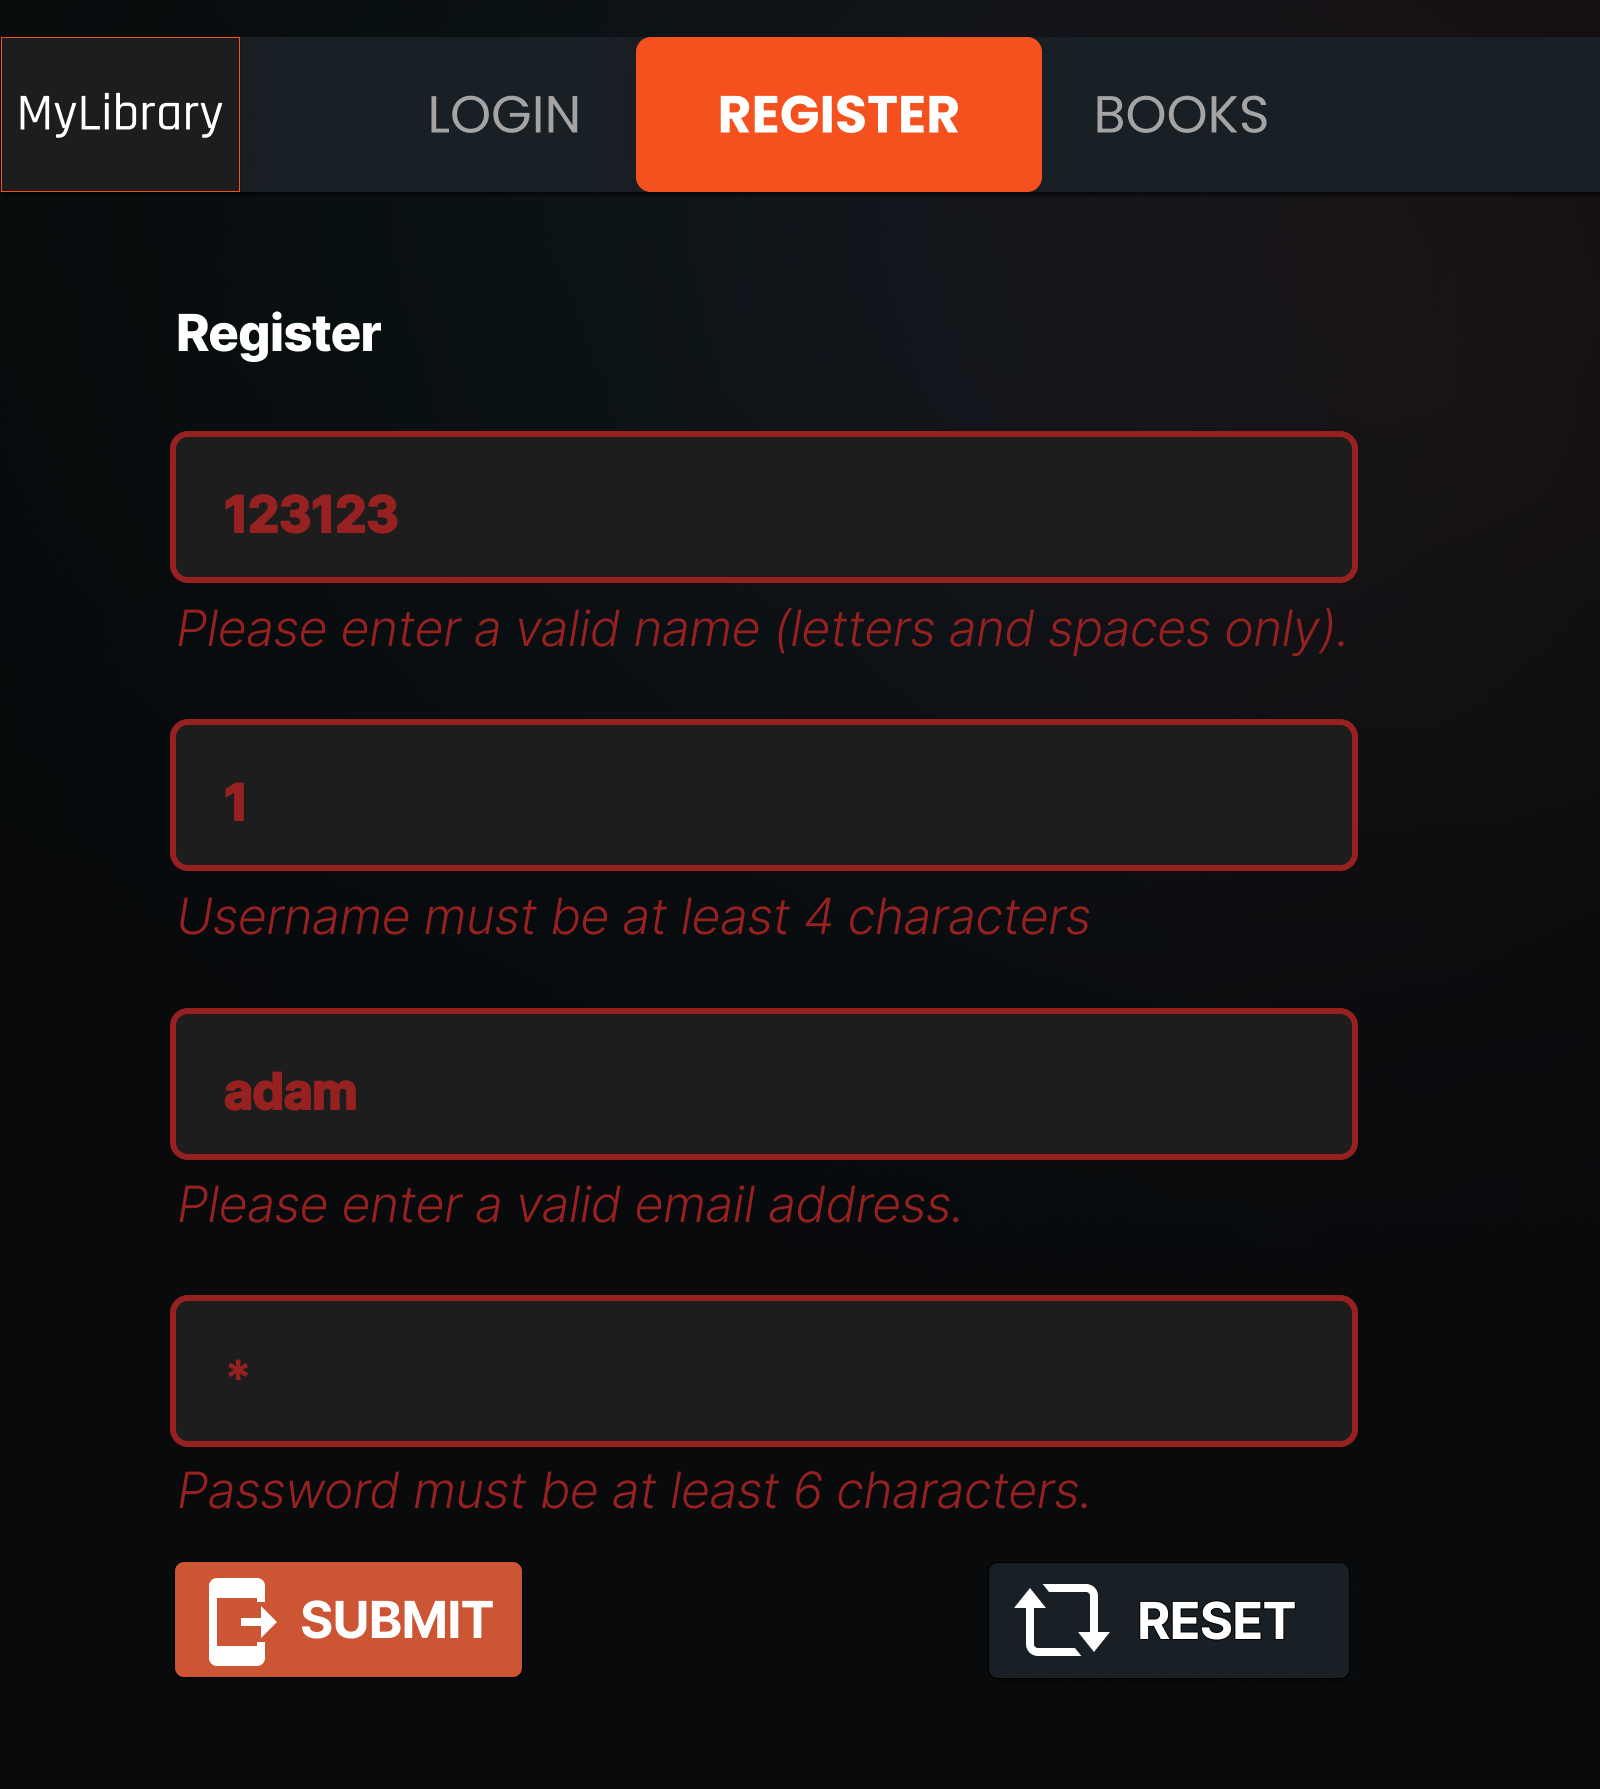 MyLibrary LOGIN REGISTER BOOKS
Register
123123
Please enter a valid name (letters and spaces only).
1
Username must be at least 4 characters
adam
Please enter a valid email address.
*
Password must be at least 6 characters.
SUBMIT RESET